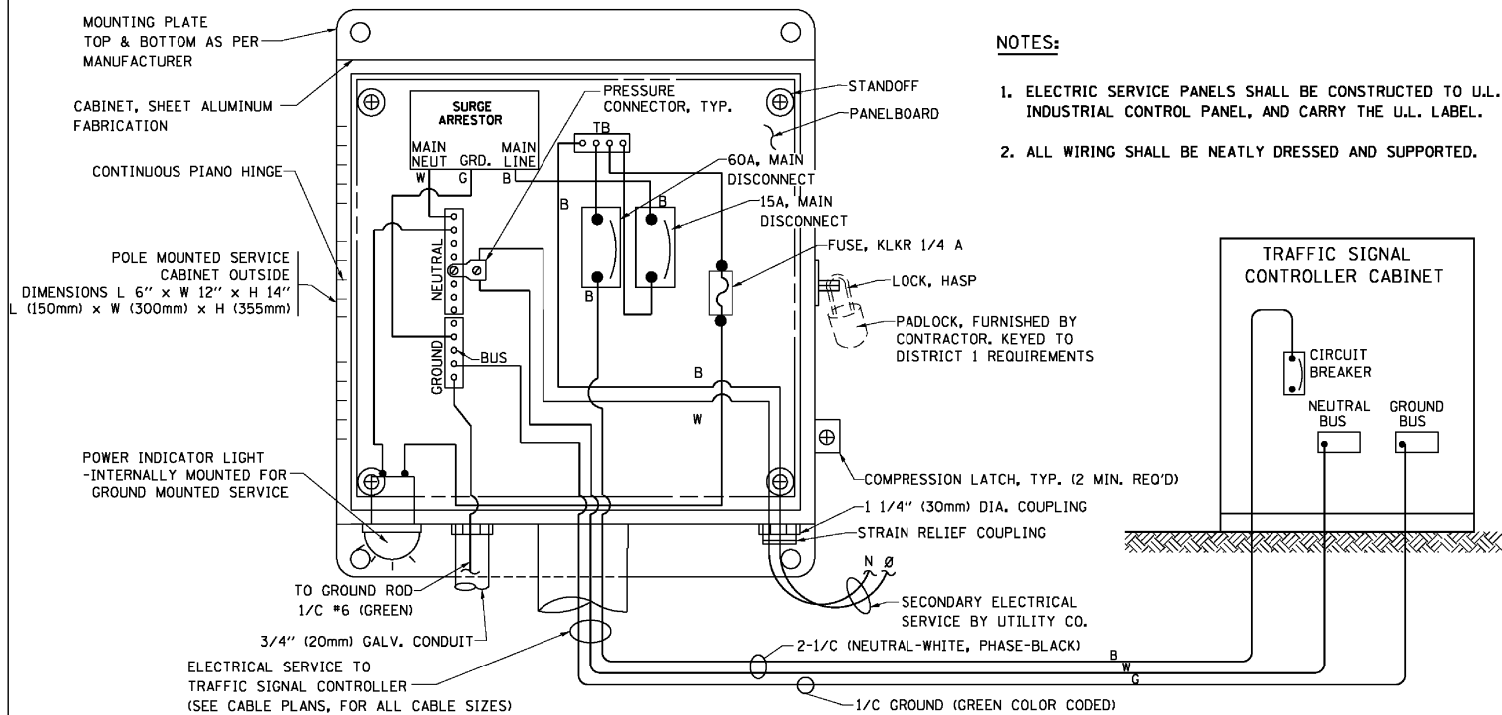 MOUNTING PLATE
TOP & BOTTOM AS PER
MANUFACTURER
CABINET, SHEET ALUMINUM
FABRICATION
CONTINUOUS PIANO HINGE
POLE MOUNTED SERVICE
CABINET OUTSIDE
DIMENSIONS L 6" x W 12" x H 14"
L (150mm) x W (300mm) x H (355mm)
POWER INDICATOR LIGHT
-INTERNALLY MOUNTED FOR
GROUND MOUNTED SERVICE
SURGE
ARRESTOR
MAIN
NEUT
GRD.
MAIN
LINE
W
G
B
PRESSURE
CONNECTOR, TYP.
TB
STANDOFF
PANELBOARD
60A, MAIN
DISCONNECT
15A, MAIN
DISCONNECT
B
B
B
FUSE, KLKR 1/4 A
LOCK, HASP
PADLOCK, FURNISHED BY
CONTRACTOR. KEYED TO
DISTRICT 1 REQUIREMENTS
NEUTRAL
GROUND
BUS
B
W
COMPRESSION LATCH, TYP. (2 MIN. REQ'D)
1 1/4" (30mm) DIA. COUPLING
STRAIN RELIEF COUPLING
N Ø
SECONDARY ELECTRICAL
SERVICE BY UTILITY CO.
TO GROUND ROD
1/C #6 (GREEN)
3/4" (20mm) GALV. CONDUIT
ELECTRICAL SERVICE TO
TRAFFIC SIGNAL CONTROLLER
(SEE CABLE PLANS, FOR ALL CABLE SIZES)
2-1/C (NEUTRAL-WHITE, PHASE-BLACK)
B
W
G
1/C GROUND (GREEN COLOR CODED)
NOTES:
1. ELECTRIC SERVICE PANELS SHALL BE CONSTRUCTED TO U.L.
INDUSTRIAL CONTROL PANEL, AND CARRY THE U.L. LABEL.
2. ALL WIRING SHALL BE NEATLY DRESSED AND SUPPORTED.
TRAFFIC SIGNAL
CONTROLLER CABINET
CIRCUIT
BREAKER
NEUTRAL
BUS
GROUND
BUS